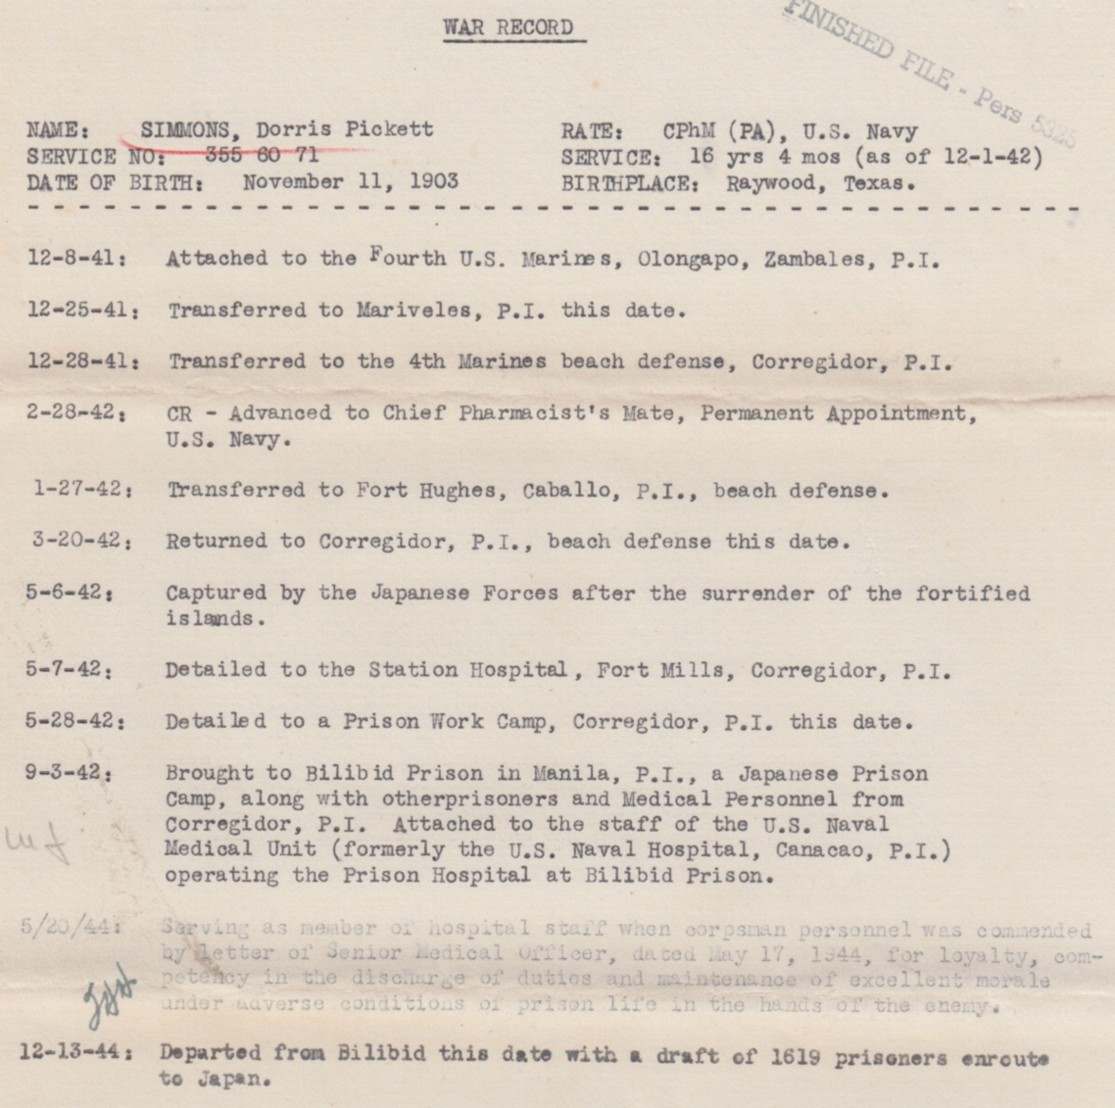 WAR RECORD
FINISHED FILE - Pers 5325
NAME: SIMMONS, Dorris Pickett
SERVICE NO: 355 60 71
DATE OF BIRTH: November 11, 1903
RATE: CPhM (PA), U.S. Navy
SERVICE: 16 yrs 4 mos (as of 12-1-42)
BIRTHPLACE: Raywood, Texas.
12-8-41: Attached to the Fourth U.S. Marines, Olongapo, Zambales, P.I.
12-25-41: Transferred to Mariveles, P.I. this date.
12-28-41: Transferred to the 4th Marines beach defense, Corregidor, P.I.
2-28-42: CR - Advanced to Chief Pharmacist's Mate, Permanent Appointment,
U.S. Navy.
1-27-42: Transferred to Fort Hughes, Caballo, P.I., beach defense.
3-20-42: Returned to Corregidor, P.I., beach defense this date.
5-6-42: Captured by the Japanese Forces after the surrender of the fortified
islands.
5-7-42: Detailed to the Station Hospital, Fort Mills, Corregidor, P.I.
5-28-42: Detailed to a Prison Work Camp, Corregidor, P.I. this date.
9-3-42: Brought to Bilibid Prison in Manila, P.I., a Japanese Prison
Camp, along with otherprisoners and Medical Personnel from
Corregidor, P.I. Attached to the staff of the U.S. Naval
Medical Unit (formerly the U.S. Naval Hospital, Canacao, P.I.)
operating the Prison Hospital at Bilibid Prison.
5/20/44: Serving as member of hospital staff when corpsman personnel was commended
by letter of Senior Medical Officer, dated May 17, 1944, for loyalty, com-
petency in the discharge of duties and maintenance of excellent morale
under adverse conditions of prison life in the hands of the enemy.
12-13-44: Departed from Bilibid this date with a draft of 1619 prisoners enroute
to Japan.